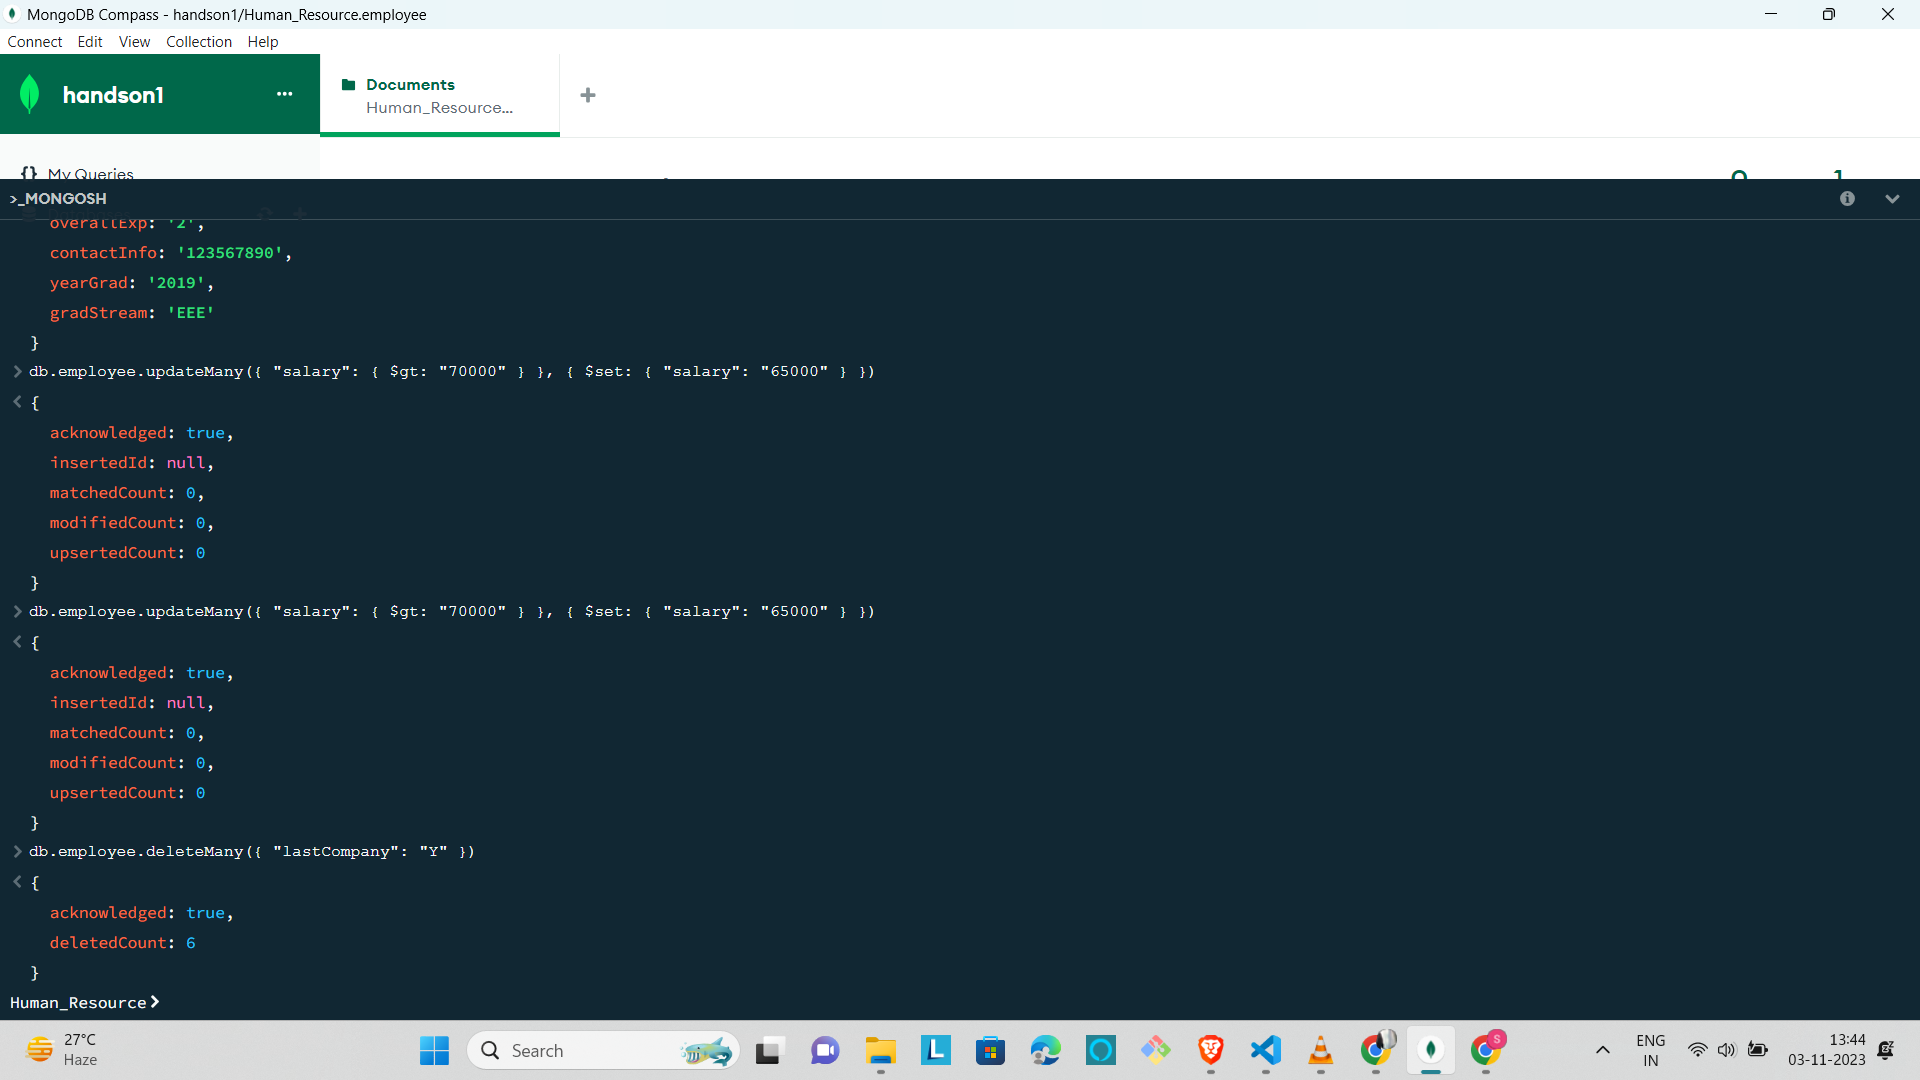 MongoDB Compass - handson1/Human_Resource.employee
Connect Edit View Collection Help
handson1
Documents
Human_Resource...
My Queries
>_MONGOSH
overallExp: '2',
contactInfo: '123567890',
yearGrad: '2019',
gradStream: 'EEE'
}
db.employee.updateMany({ "salary": { $gt: "70000" } }, { $set: { "salary": "65000" } })
{
acknowledged: true,
insertedId: null,
matchedCount: 0,
modifiedCount: 0,
upsertedCount: 0
}
db.employee.updateMany({ "salary": { $gt: "70000" } }, { $set: { "salary": "65000" } })
{
acknowledged: true,
insertedId: null,
matchedCount: 0,
modifiedCount: 0,
upsertedCount: 0
}
db.employee.deleteMany({ "lastCompany": "Y" })
{
acknowledged: true,
deletedCount: 6
}
Human_Resource>
27°C
Haze
Search
L
S
ENG
IN
13:44
03-11-2023